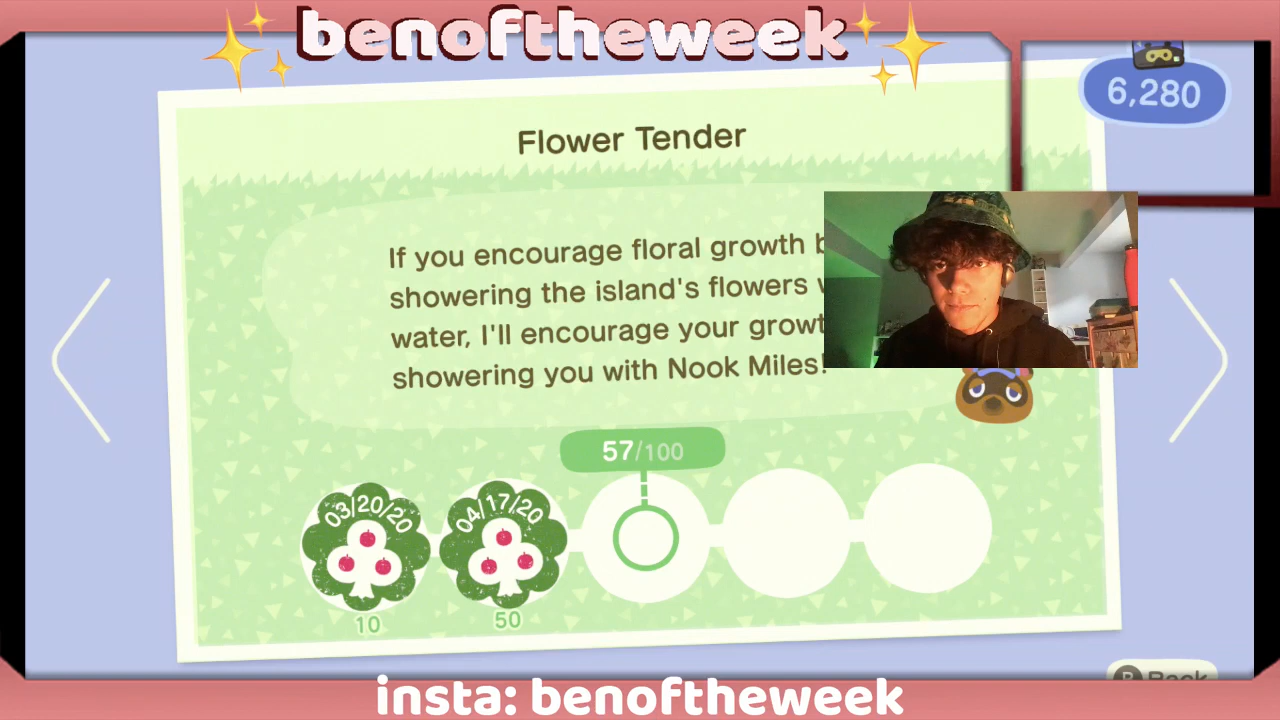 benoftheweek
6,280
Flower Tender
If you encourage floral growth
showering the island's flowers
water, I'll encourage your
showering you with Nook Miles!
57/100
03/20/20
04/17/20
10
50
Back
insta: benoftheweek